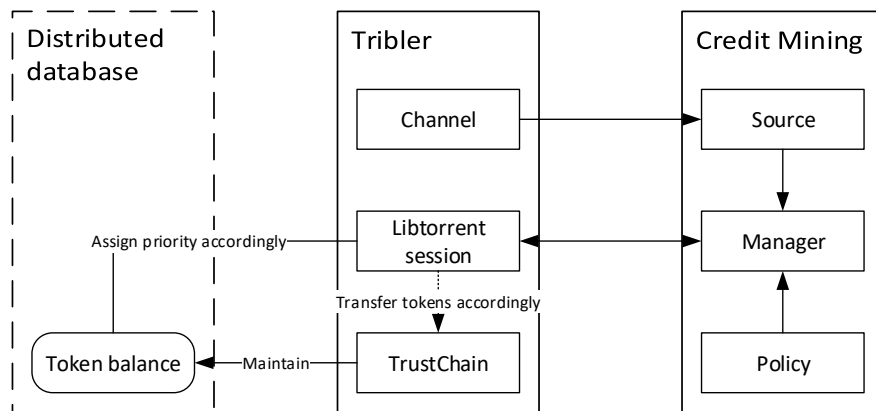 Distributed
database
Tribler
Credit Mining
Channel
Source
Assign priority accordingly
Libtorrent
session
Manager
Transfer tokens accordingly
Token balance
Maintain
TrustChain
Policy